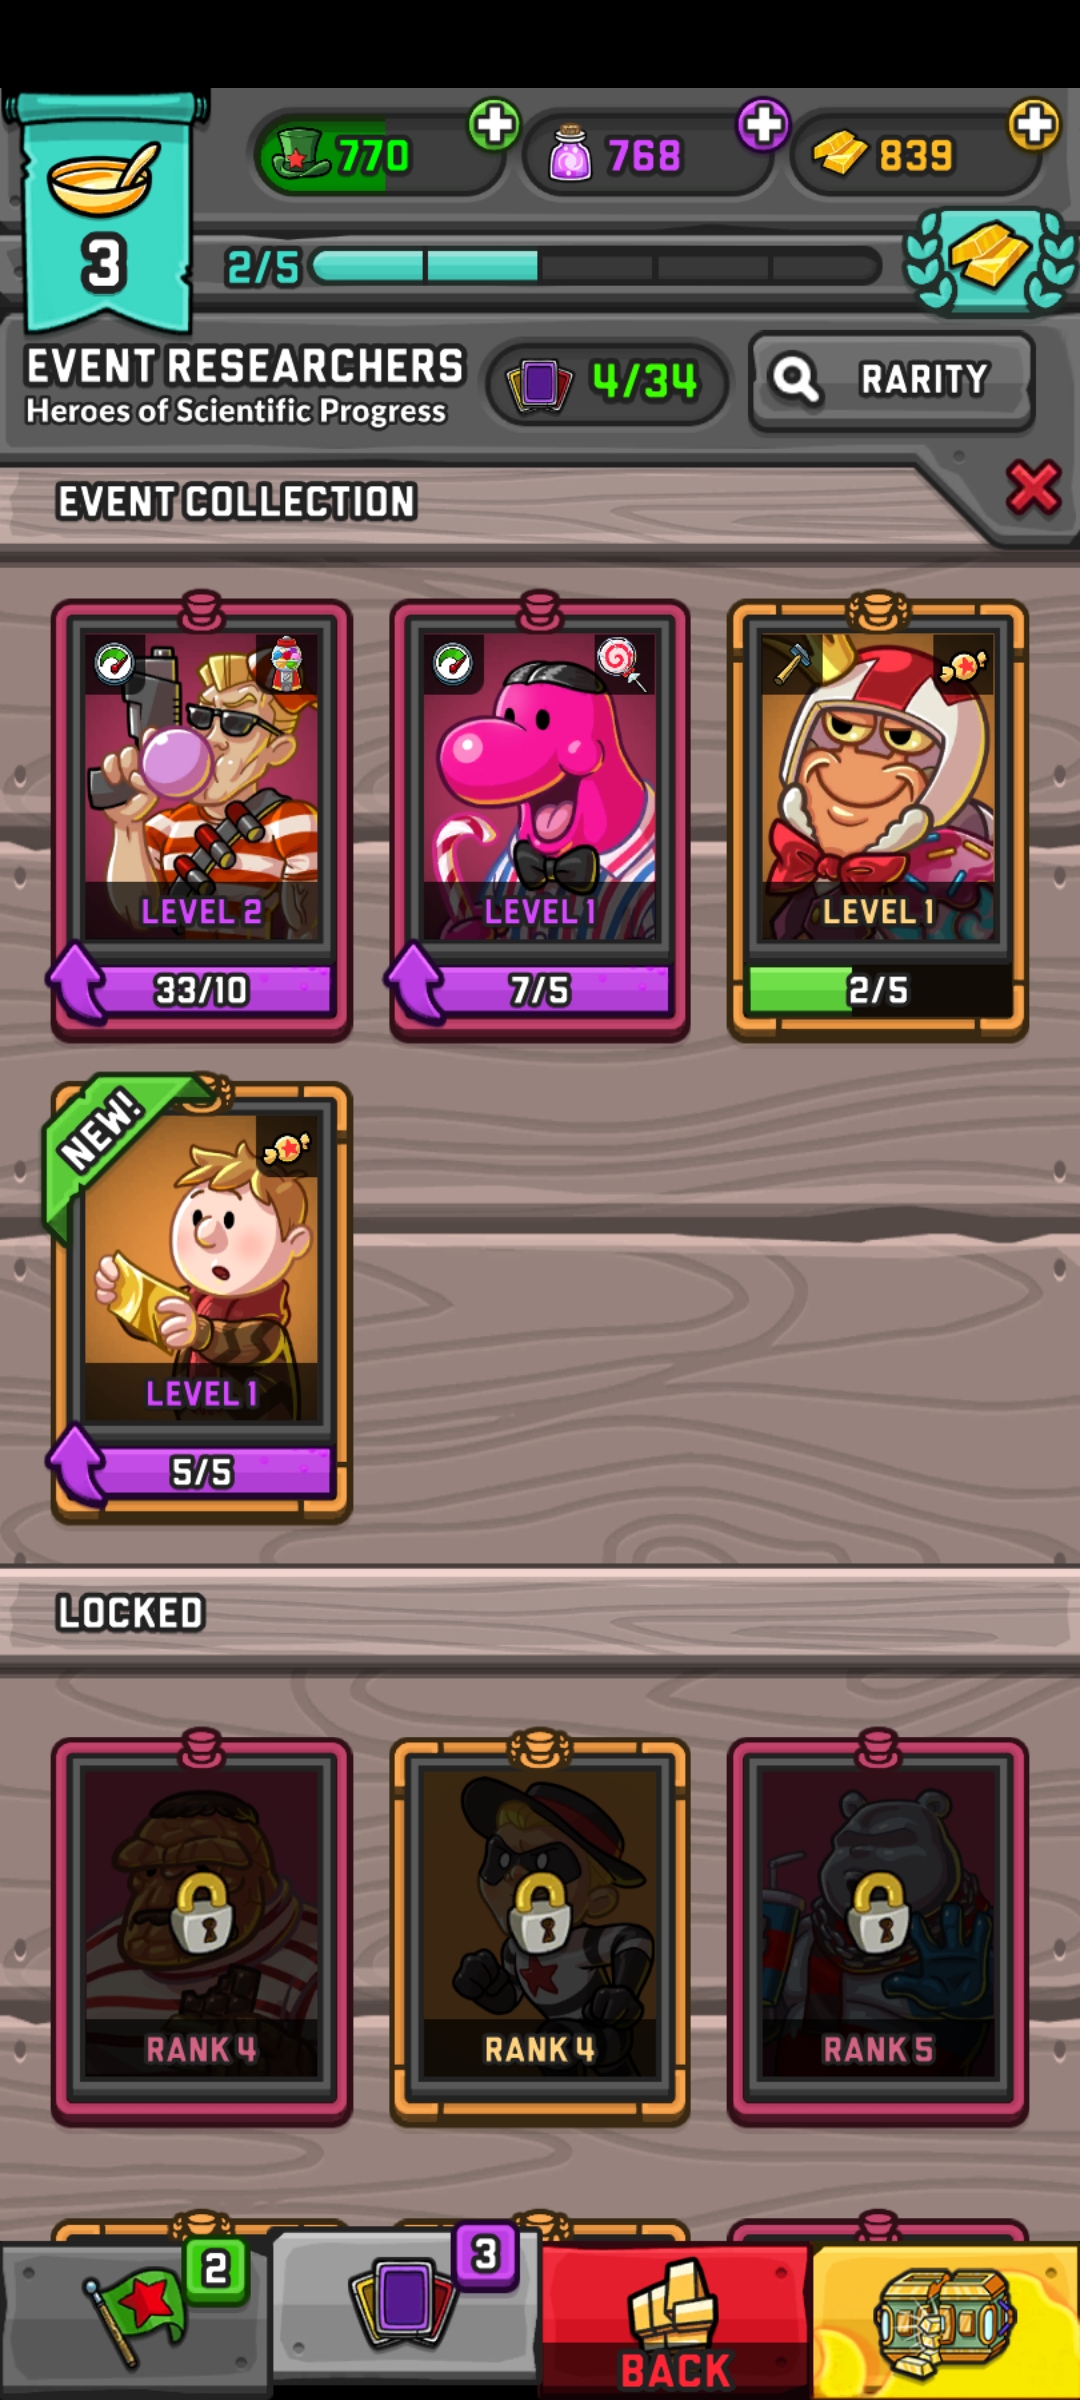 770
768
839
3
2/5
EVENT RESEARCHERS
Heroes of Scientific Progress
4/34
RARITY
EVENT COLLECTION
LEVEL 2
LEVEL 1
LEVEL 1
33/10
7/5
2/5
NEW!
LEVEL 1
5/5
LOCKED
RANK 4
RANK 4
RANK 5
2
3
BACK